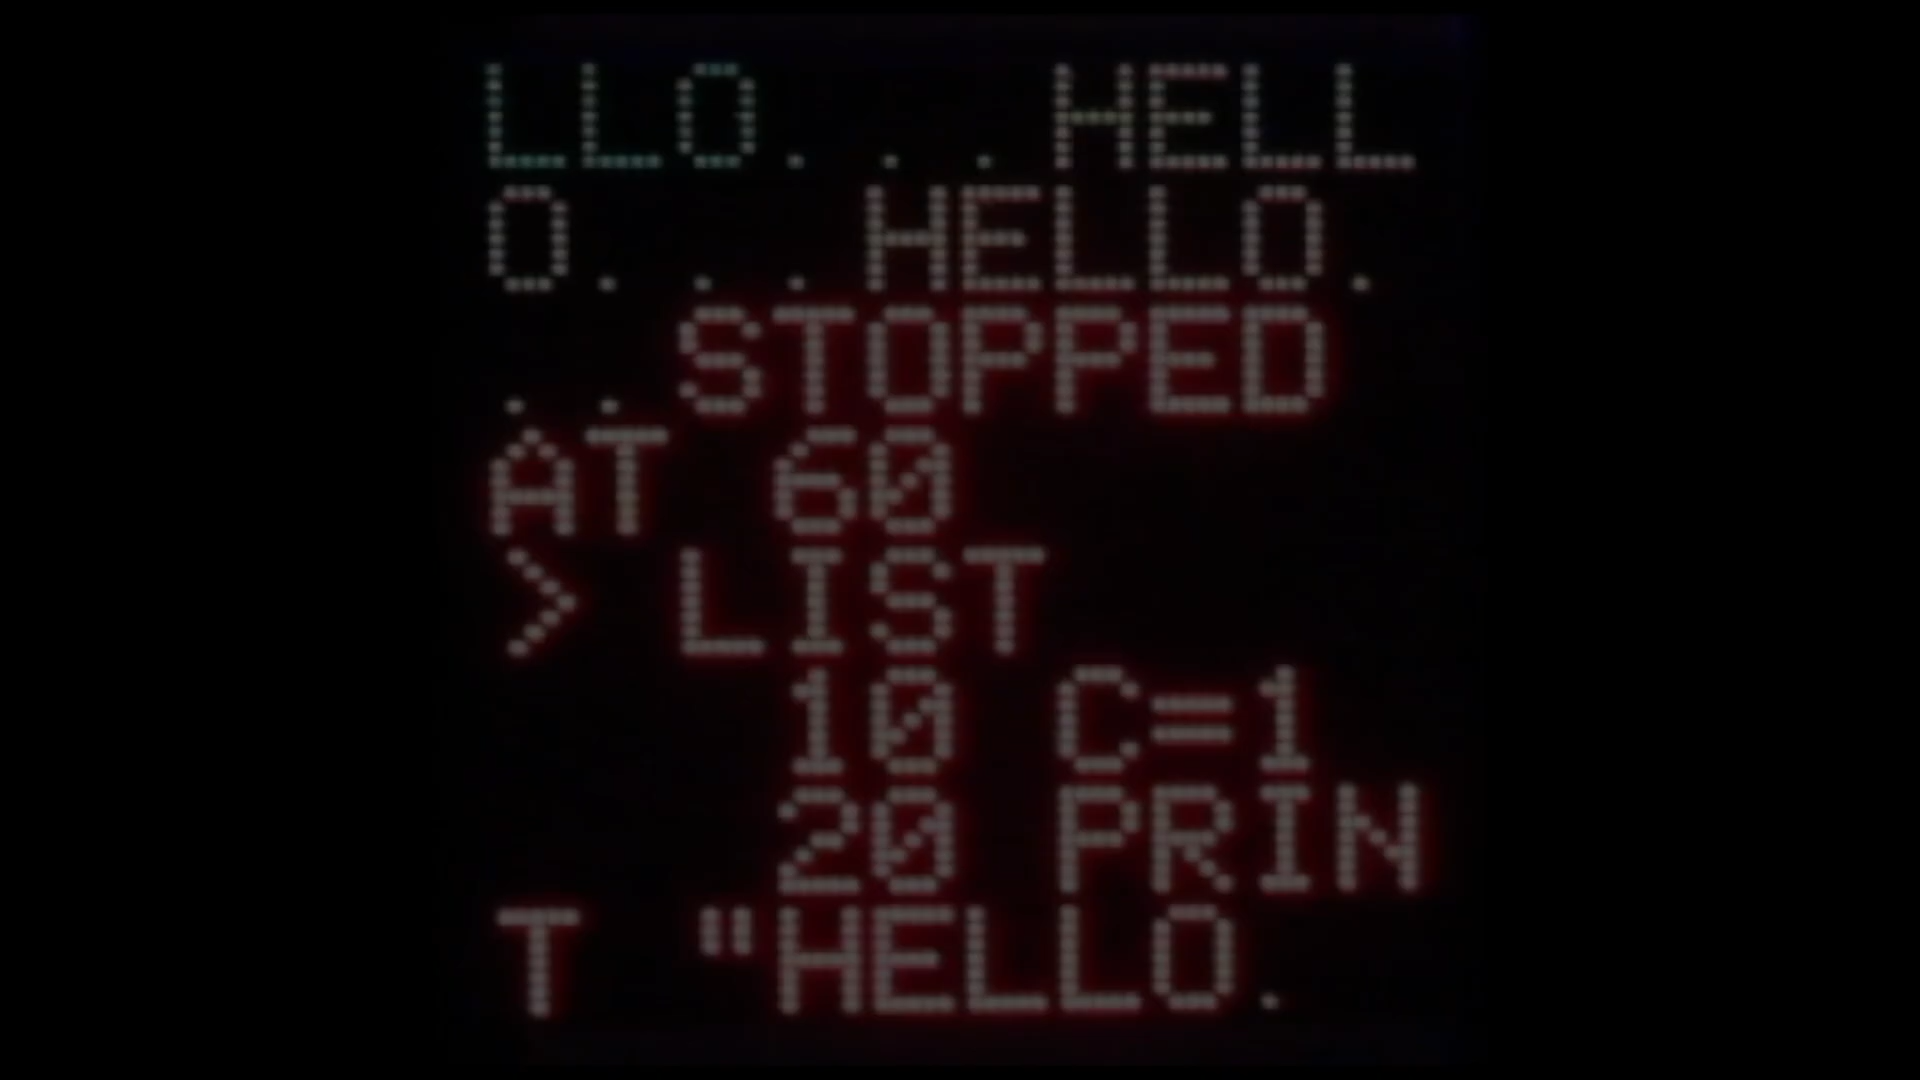 LLO...HELL
O...HELLO.
..STOPPED
AT 60
> LIST
10 C=1
20 PRIN
T "HELLO.